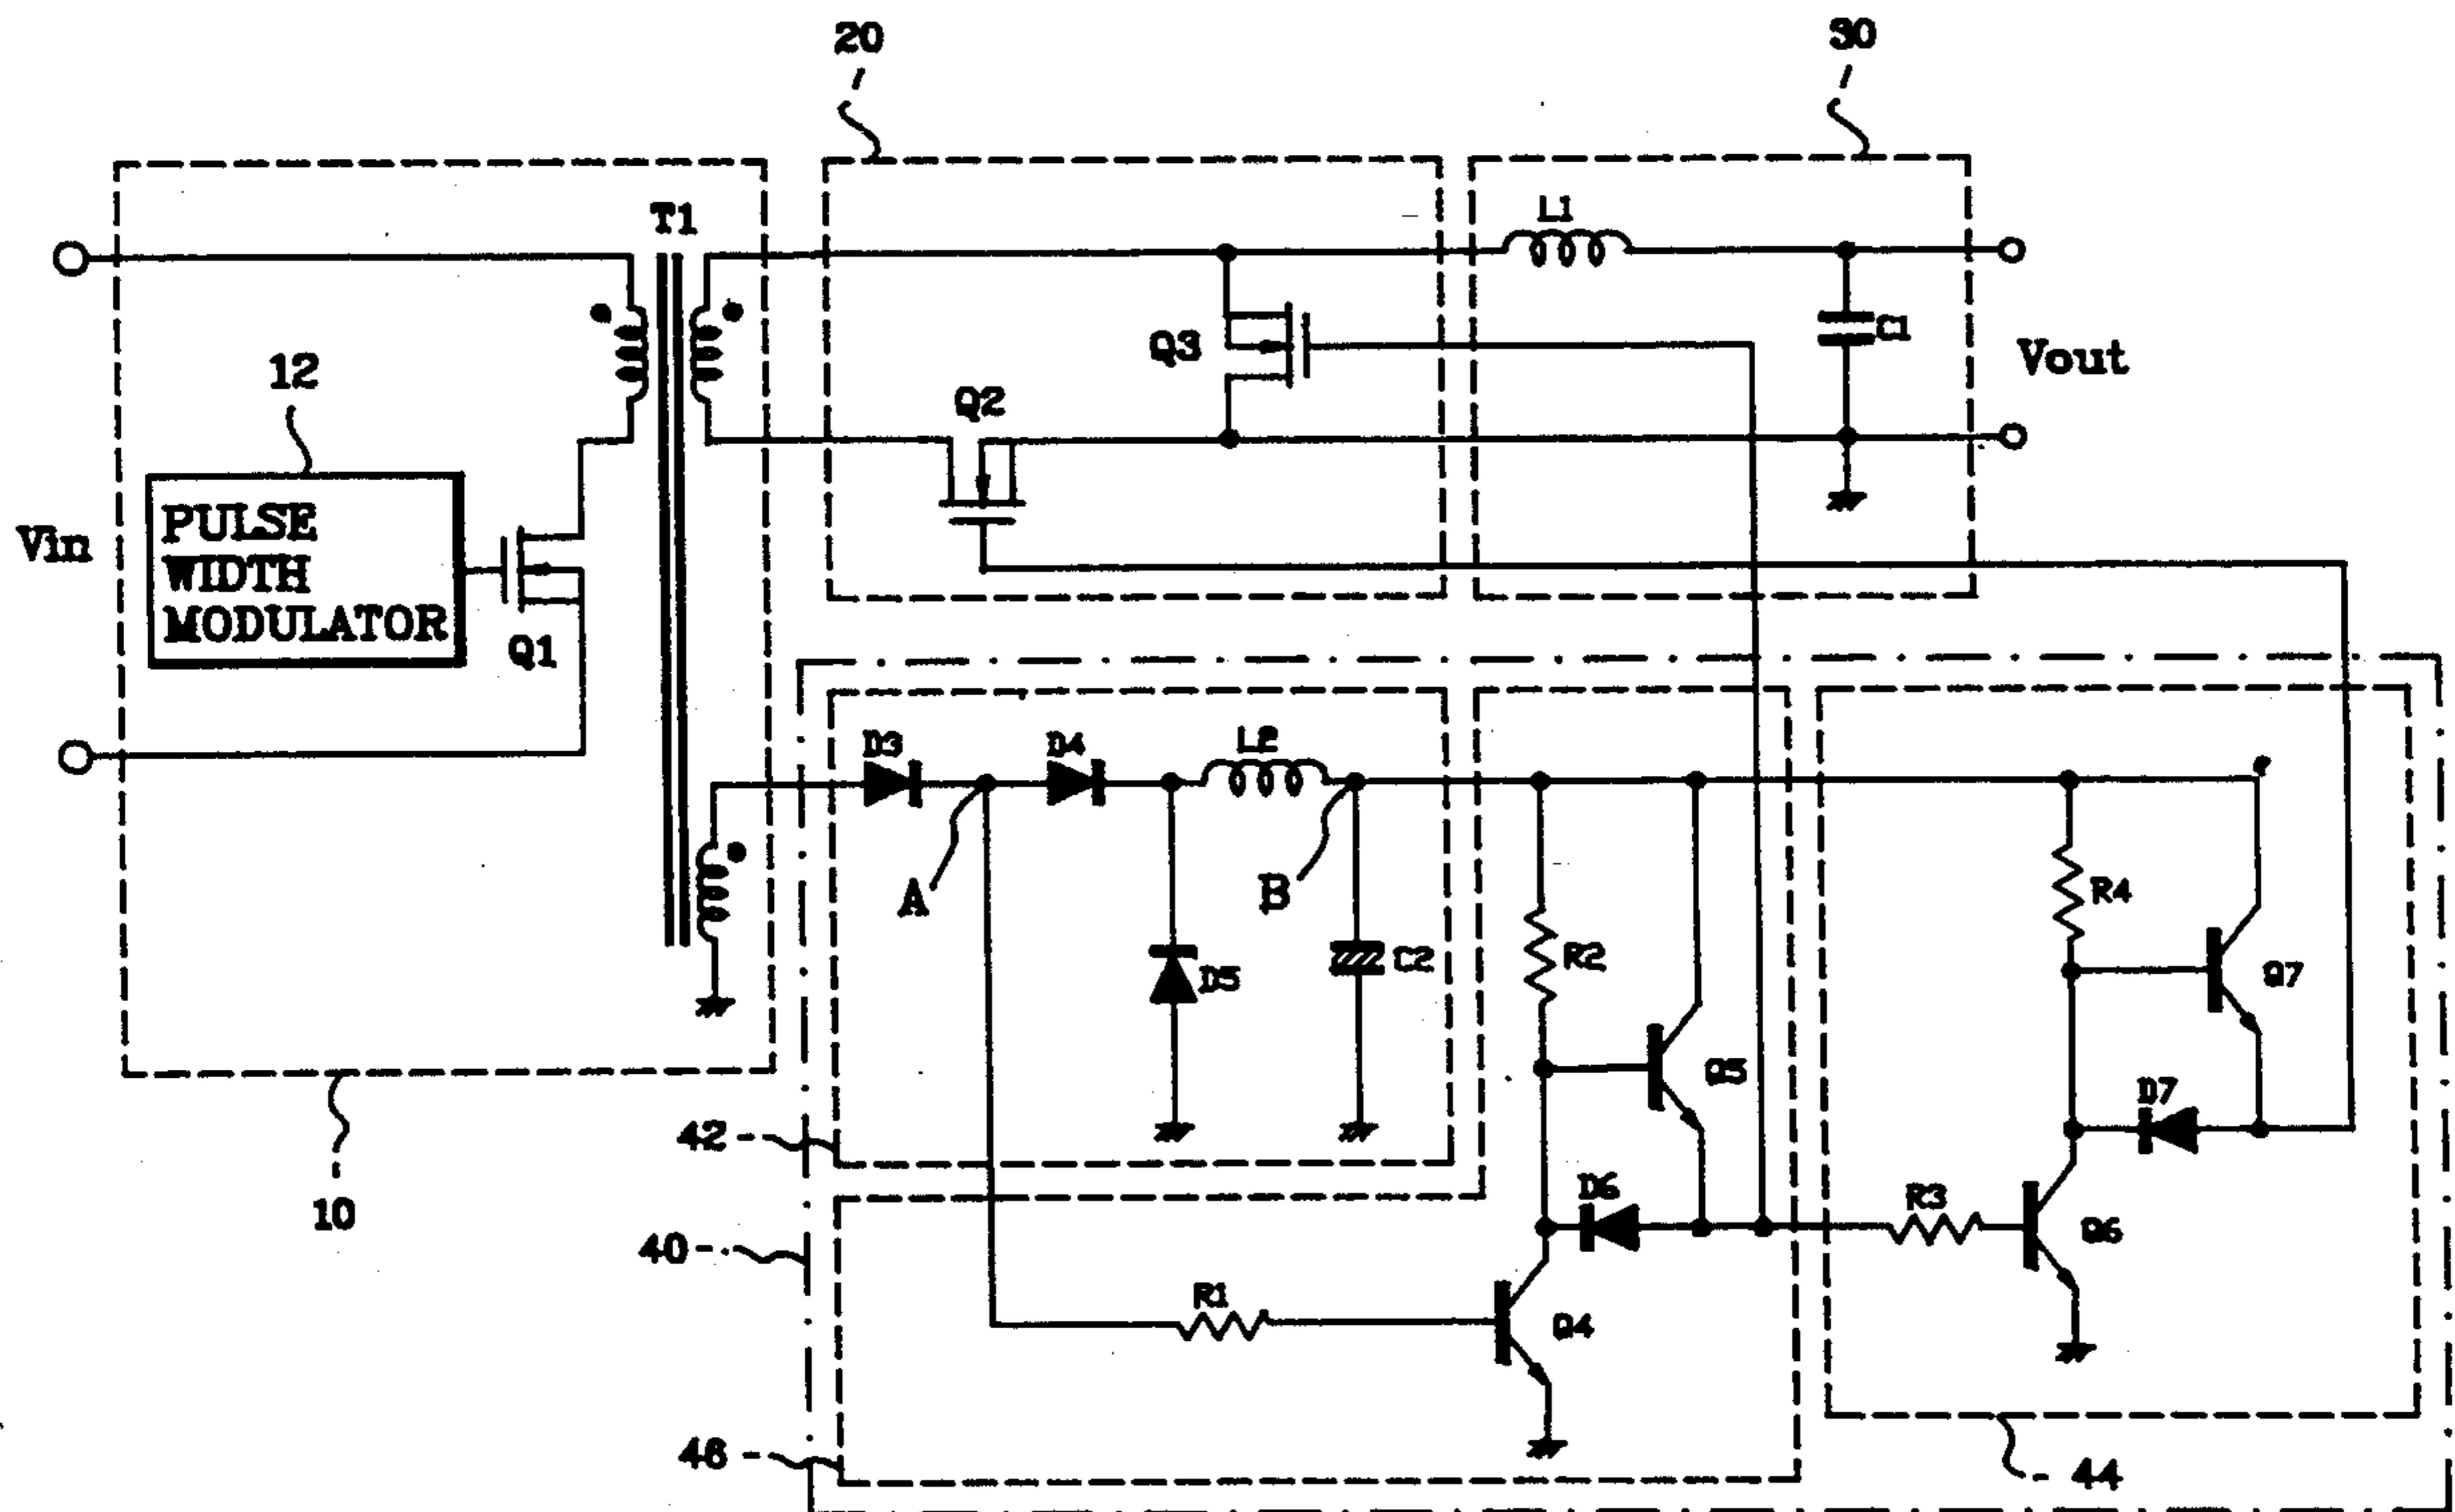 20
30
T1
L1
12
Q3
C1
Vout
Q2
PULSE
WIDTH
MODULATOR
Vin
Q1
D3
D4
L2
A
B
R4
R2
C2
D5
Q7
Q5
D7
42
10
D6
R3
40
Q6
R1
Q4
46
44